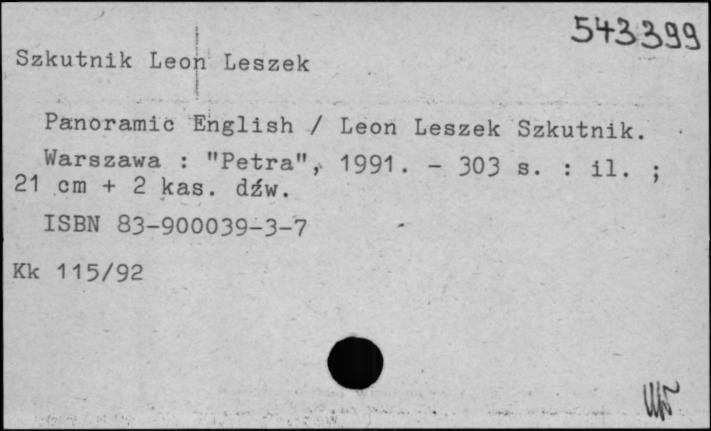 543399
Szkutnik Leon Leszek
Panoramic English / Leon Leszek Szkutnik.
Warszawa : "Petra", 1991. - 303 s. : il. ;
21 cm + 2 kas. dźw.
ISBN 83-900039-3-7
Kk 115/92